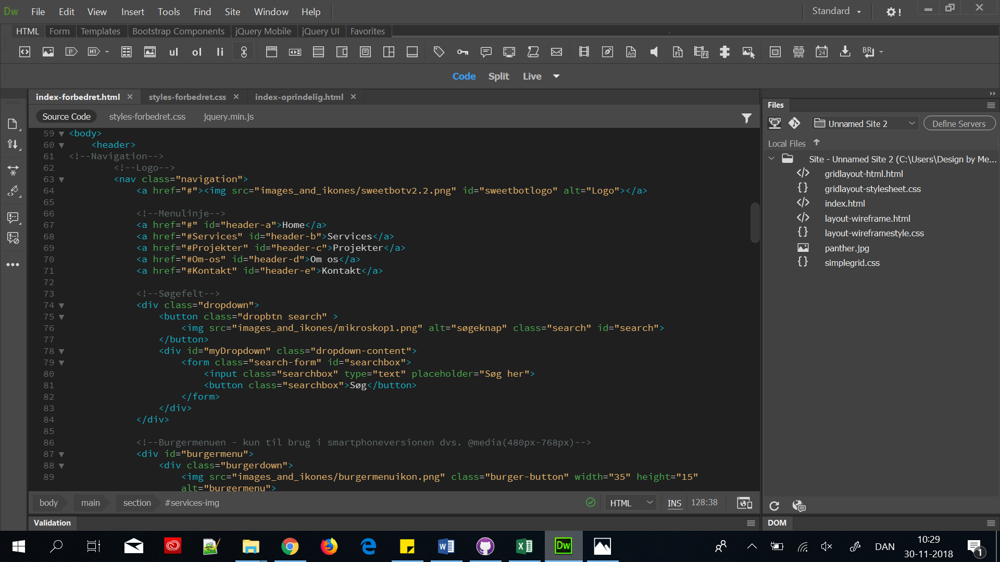 Dw File Edit View Insert Tools Find Site Window Help Standard
HTML Form Templates Bootstrap Components jQuery Mobile jQuery UI Favorites
ul ol li
Code Split Live
index-forbedret.html styles-forbedret.css index-oprindelig.html
Source Code styles-forbedret.css jquery.min.js
59 <body>
60 <header>
61 <!--Navigation-->
62 <!--Logo-->
63 <nav class="navigation">
64 <a href="#"><img src="images_and_ikones/sweetbotv2.2.png" id="sweetbotlogo" alt="Logo"></a>
65
66 <!--Menulinje-->
67 <a href="#" id="header-a">Home</a>
68 <a href="#Services" id="header-b">Services</a>
69 <a href="#Projekter" id="header-c">Projekter</a>
70 <a href="#Om-os" id="header-d">Om os</a>
71 <a href="#Kontakt" id="header-e">Kontakt</a>
72
73 <!--Søgefelt-->
74 <div class="dropdown">
75 <button class="dropbtn search" >
76 <img src="images_and_ikones/mikroskop1.png" alt="søgeknap" class="search" id="search">
77 </button>
78 <div id="myDropdown" class="dropdown-content">
79 <form class="search-form" id="searchbox">
80 <input class="searchbox" type="text" placeholder="Søg her">
81 <button class="searchbox">Søg</button>
82 </form>
83 </div>
84 </div>
85
86 <!--Burgermenuen - kun til brug i smartphoneversionen dvs. @media(480px-768px)-->
87 <div id="burgermenu">
88 <div class="burgerdown">
89 <img src="images_and_ikones/burgermenuikon.png" class="burger-button" width="35" height="15"
alt="burgermenu">
body main section #services-img HTML INS 128:38
Validation
Files
Unnamed Site 2 Define Servers
Local Files
Site - Unnamed Site 2 (C:\Users\Design by Me...
gridlayout-html.html
gridlayout-stylesheet.css
index.html
layout-wireframe.html
layout-wireframestyle.css
panther.jpg
simplegrid.css
DOM
DAN
10:29
30-11-2018
1